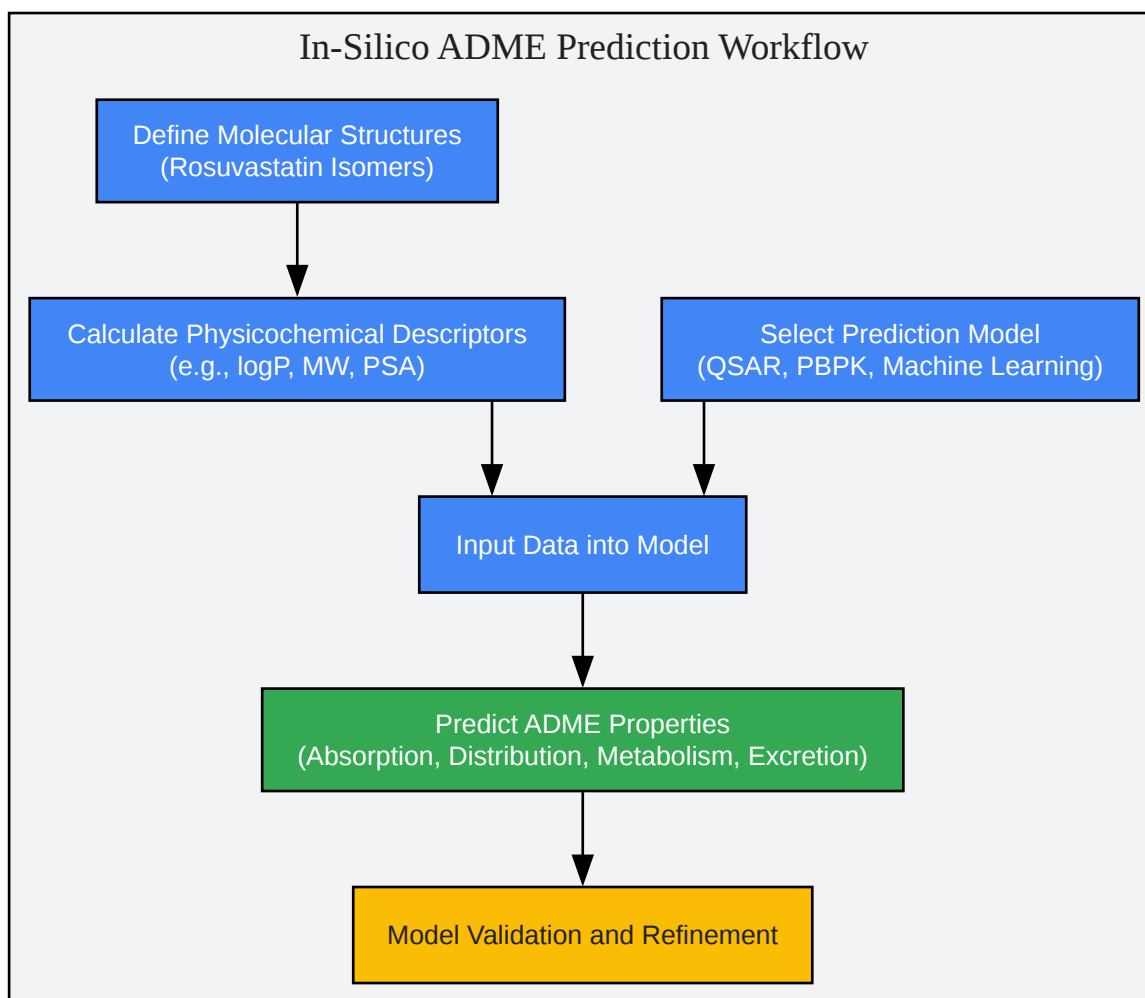 In-Silico ADME Prediction Workflow
Define Molecular Structures
(Rosuvastatin Isomers)
Calculate Physicochemical Descriptors
(e.g., logP, MW, PSA)
Select Prediction Model
(QSAR, PBPK, Machine Learning)
Input Data into Model
Predict ADME Properties
(Absorption, Distribution, Metabolism, Excretion)
Model Validation and Refinement